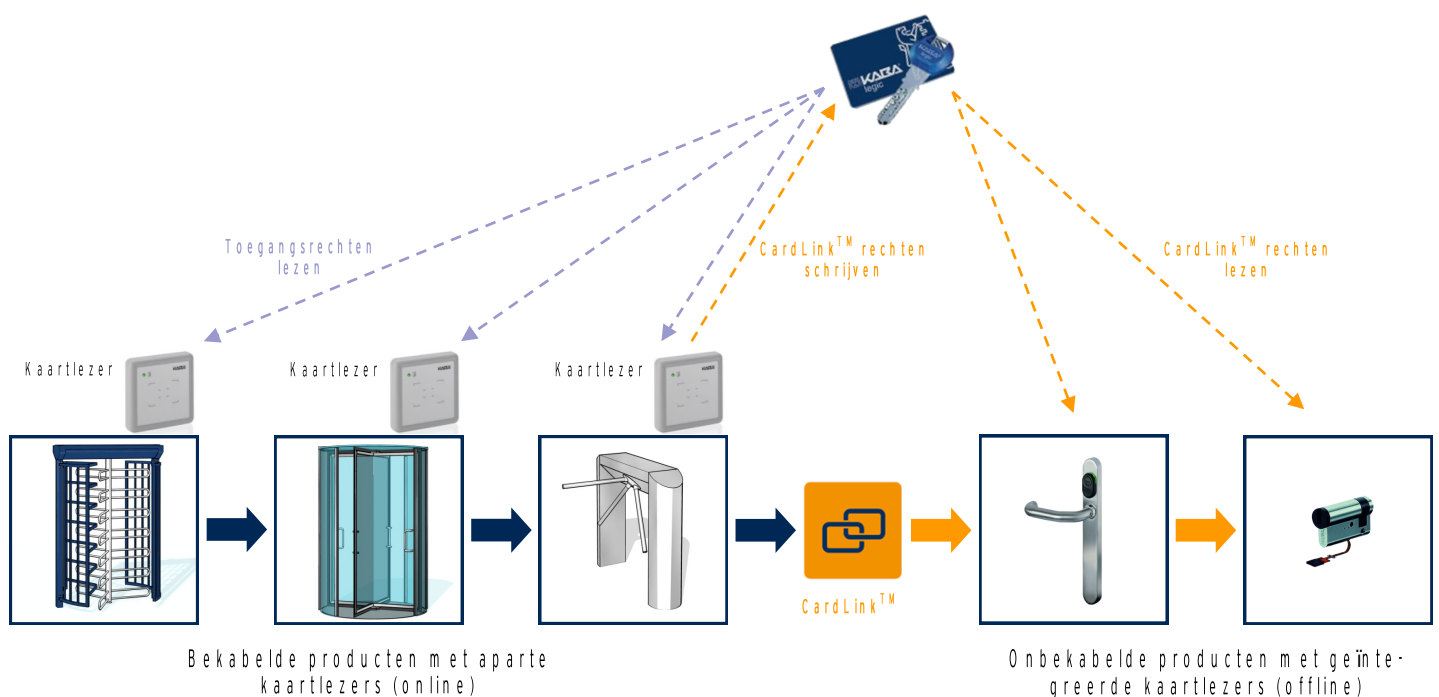 KABA
legic
Toegangsrechten
lezen
CardLink™ rechten
schrijven
CardLink™ rechten
lezen
Kaartlezer
Kaartlezer
Kaartlezer
CardLink™
Bekabelde producten met aparte
kaartlezers (online)
Onbekabelde producten met geïnte-
greerde kaartlezers (offline)